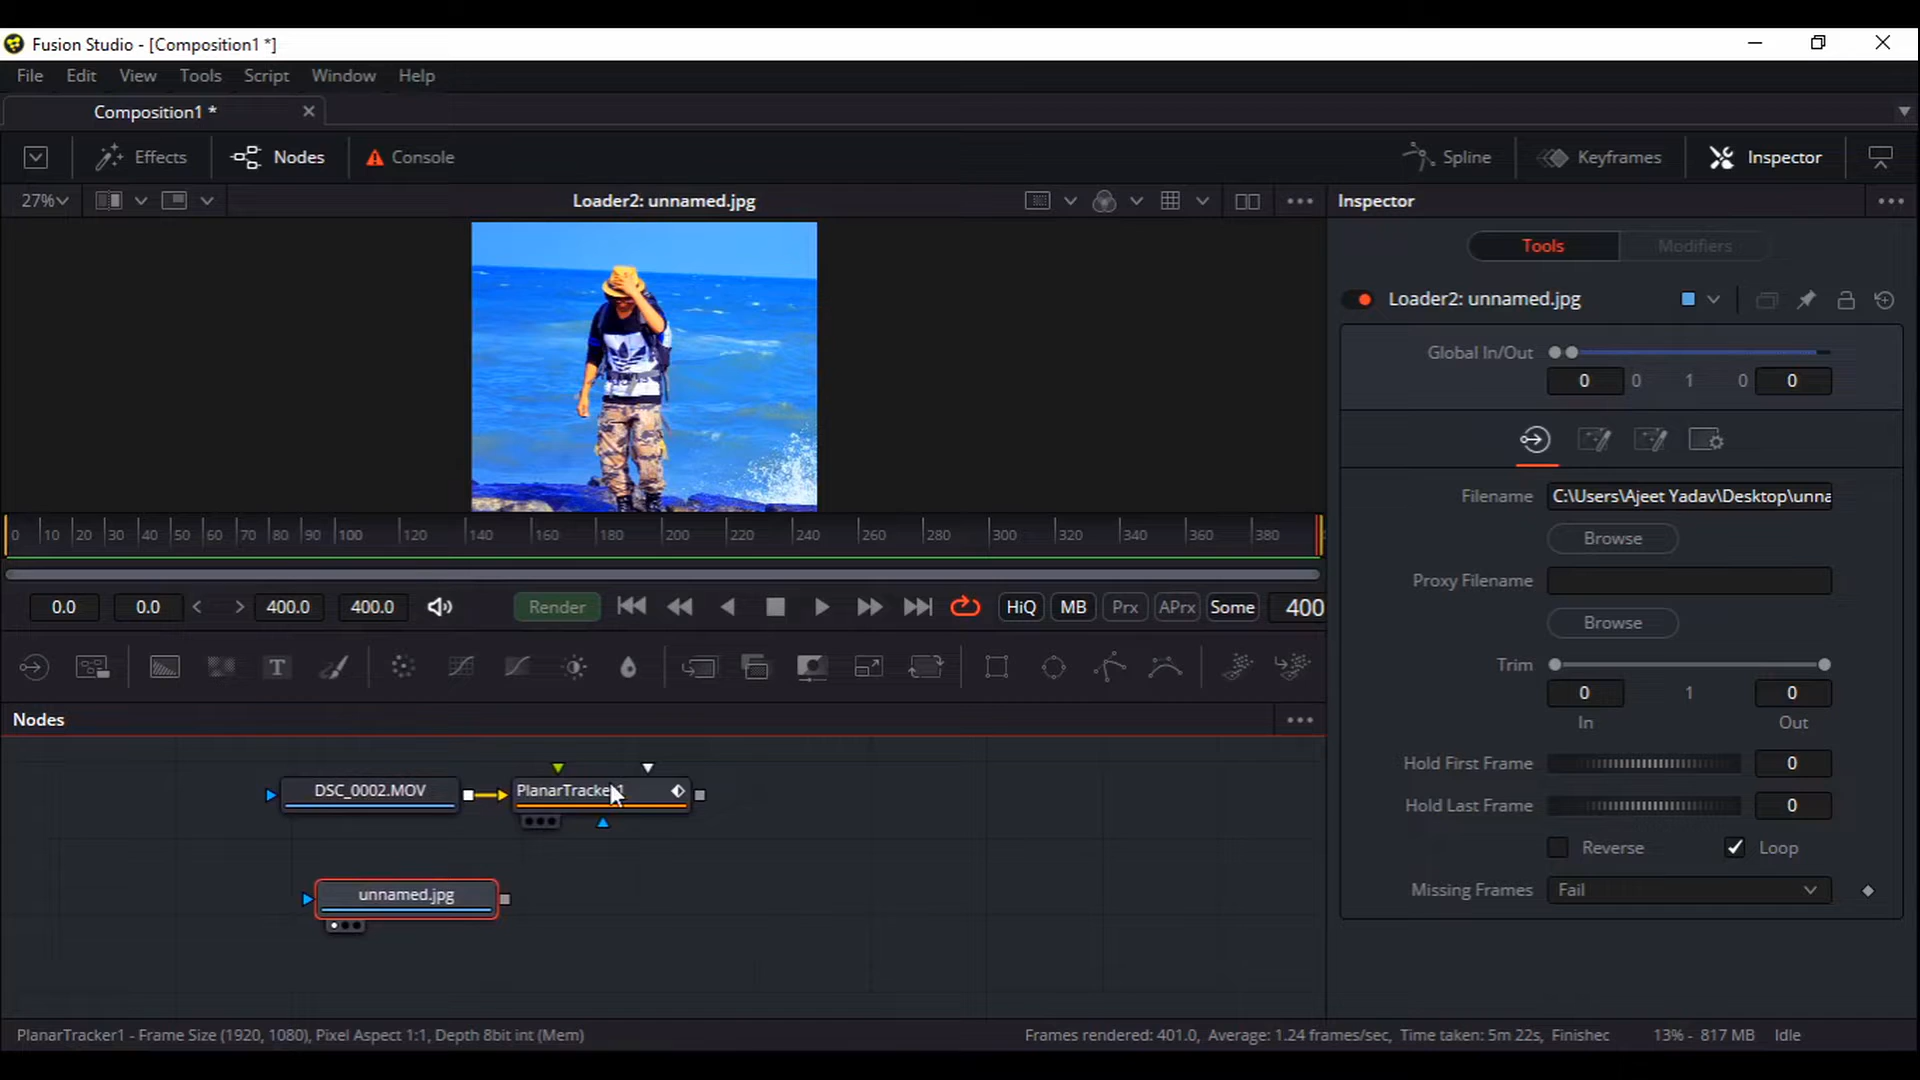 Fusion Studio - [Composition1 *]
File Edit View Tools Script Window Help
Composition1 *
Effects Nodes Console Spline Keyframes Inspector
27% Loader2: unnamed.jpg Inspector
Tools Modifiers
Loader2: unnamed.jpg
Global In/Out
0 0 1 0 0
Filename C:\Users\Ajeet Yadav\Desktop\unna
Browse
Proxy Filename
Browse
Trim
0 1 0
In Out
Hold First Frame 0
Hold Last Frame 0
Reverse Loop
Missing Frames Fail
0 10 20 30 40 50 60 70 80 90 100 120 140 160 180 200 220 240 260 280 300 320 340 360 380
0.0 0.0 400.0 400.0 Render HiQ MB Prx APrx Some 400
T
Nodes
DSC_0002.MOV PlanarTracker1
unnamed.jpg
PlanarTracker1 - Frame Size (1920, 1080), Pixel Aspect 1:1, Depth 8bit int (Mem) Frames rendered: 401.0, Average: 1.24 frames/sec, Time taken: 5m 22s, Finishec 13% - 817 MB Idle